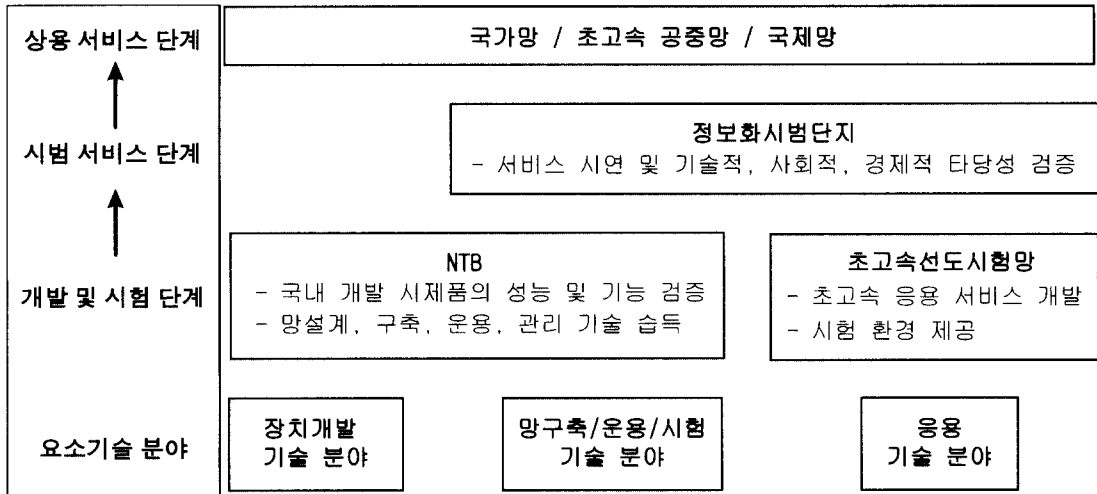 상용 서비스 단계
국가망 / 초고속 공중망 / 국제망
시범 서비스 단계
정보화시범단지
- 서비스 시연 및 기술적, 사회적, 경제적 타당성 검증
개발 및 시험 단계
NTB
- 국내 개발 시제품의 성능 및 기능 검증
- 망설계, 구축, 운용, 관리 기술 습득
초고속선도시험망
- 초고속 응용 서비스 개발
- 시험 환경 제공
요소기술 분야
장치개발
기술 분야
망구축/운용/시험
기술 분야
응용
기술 분야